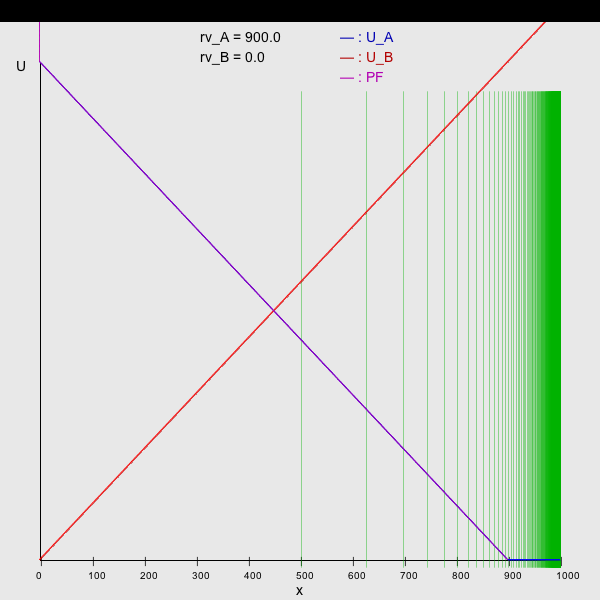 rv_A = 900.0
— : U_A
rv_B = 0.0
— : U_B
— : PF
U
0 100 200 300 400 500 600 700 800 900 1000
x